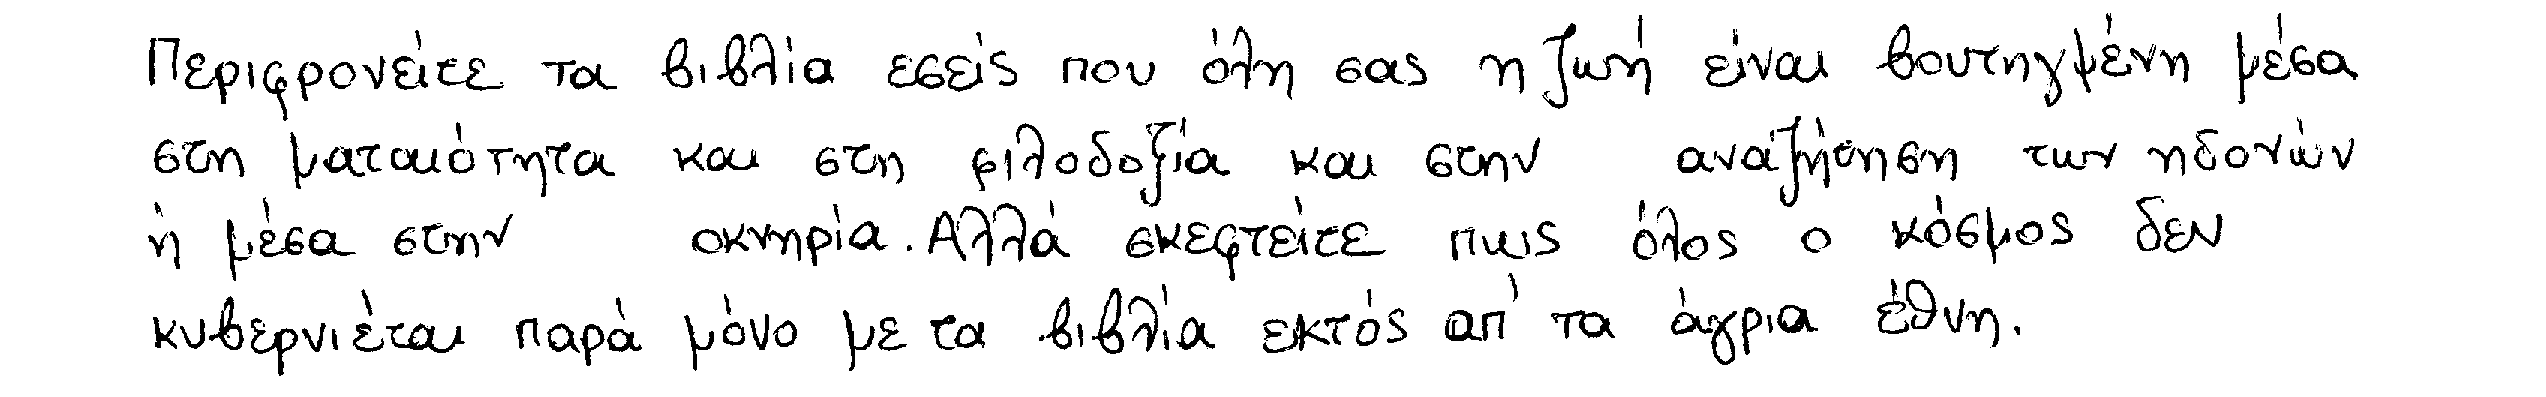 Περιφρονείτε τα βιβλία εσείς που όλη σας η ζωή είναι βουτηγμένη μέσα
στη ματαιότητα και στη φιλοδοξία και στην αναζήτηση των ηδονών
ή μέσα στην οκνηρία. Αλλά σκεφτείτε πως όλος ο κόσμος δεν
κυβερνιέται παρά μόνο με τα βιβλία εκτός απ' τα άγρια έθνη.